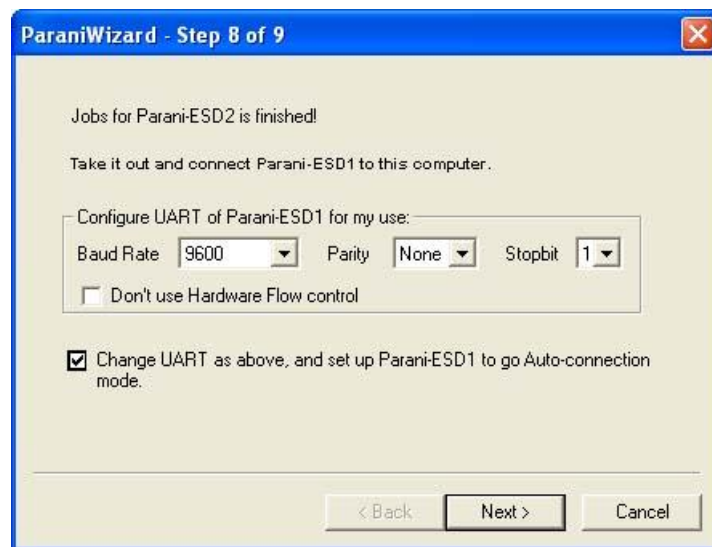 ParaniWizard - Step 8 of 9
Jobs for Parani-ESD2 is finished!
Take it out and connect Parani-ESD1 to this computer.
Configure UART of Parani-ESD1 for my use:
Baud Rate 9600 Parity None Stopbit 1
Don't use Hardware Flow control
Change UART as above, and set up Parani-ESD1 to go Auto-connection
mode.
< Back Next > Cancel